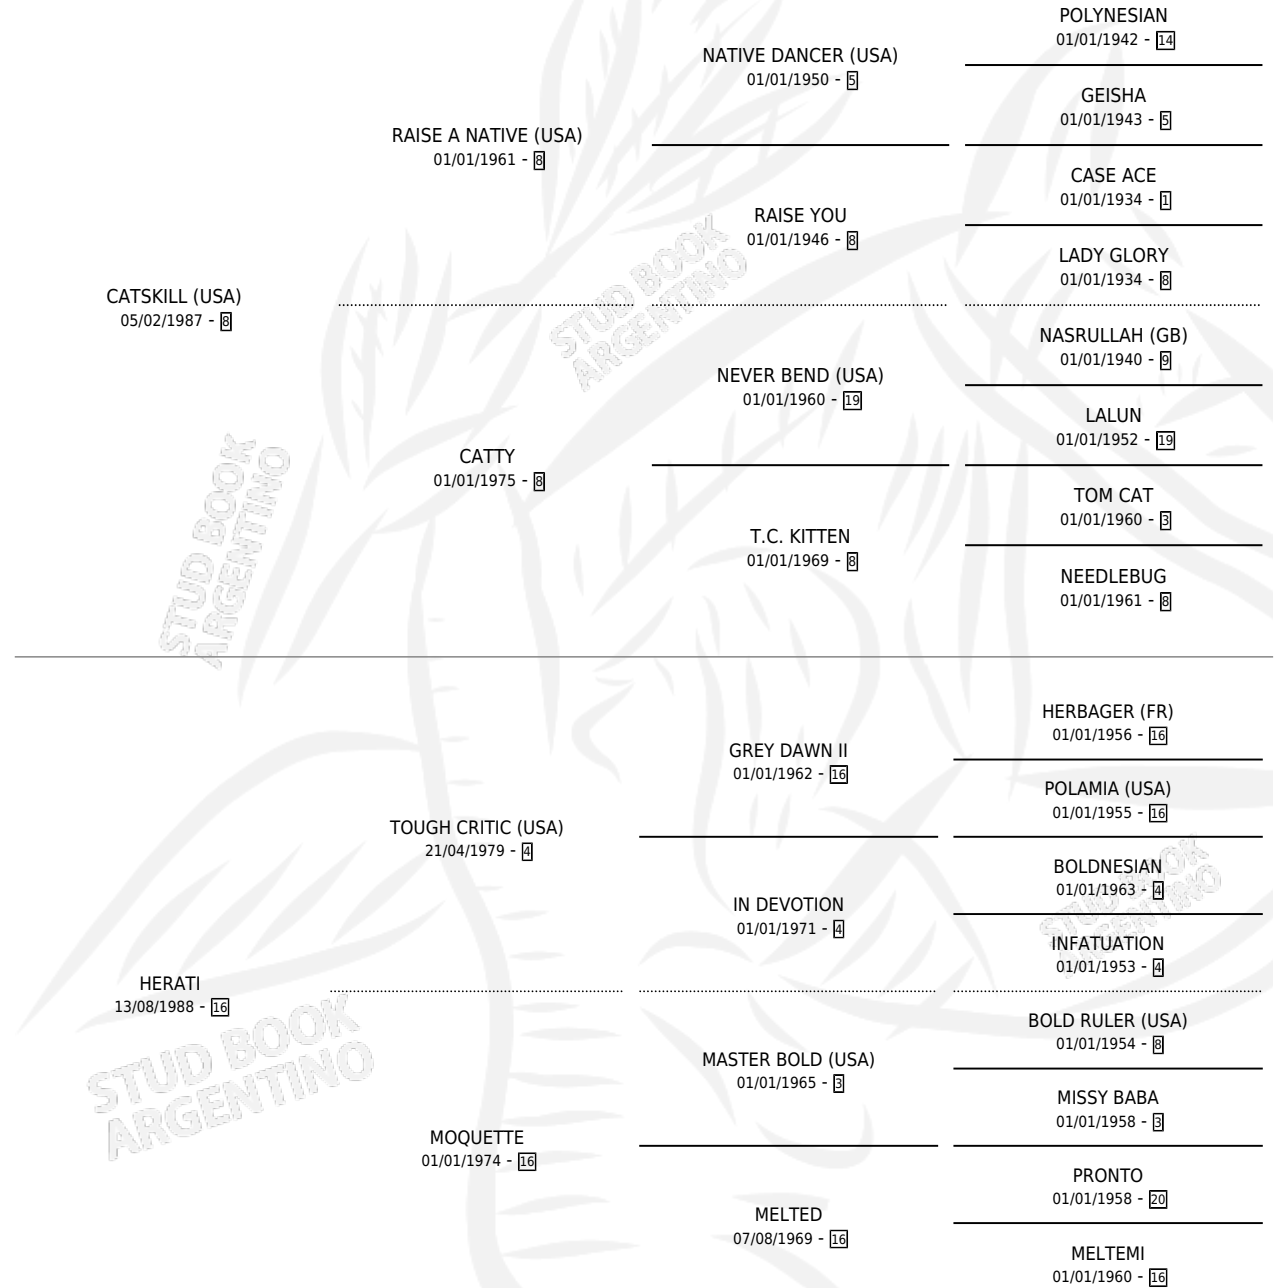 POLYNESIAN
01/01/1942 - 14
NATIVE DANCER (USA)
01/01/1950 - 5
GEISHA
01/01/1943 - 5
RAISE A NATIVE (USA)
01/01/1961 - 8
CASE ACE
01/01/1934 - 1
RAISE YOU
01/01/1946 - 8
LADY GLORY
01/01/1934 - 8
CATSKILL (USA)
05/02/1987 - 8
STUD BOOK
ARGENTINO
NASRULLAH (GB)
01/01/1940 - 9
NEVER BEND (USA)
01/01/1960 - 19
LALUN
01/01/1952 - 19
CATTY
01/01/1975 - 8
TOM CAT
01/01/1960 - 3
T.C. KITTEN
01/01/1969 - 8
NEEDLEBUG
01/01/1961 - 8
STUD BOOK
ARGENTINO
HERBAGER (FR)
01/01/1956 - 16
GREY DAWN II
01/01/1962 - 16
POLAMIA (USA)
01/01/1955 - 16
TOUGH CRITIC (USA)
21/04/1979 - 4
BOLDNESIAN
01/01/1963 - 4
IN DEVOTION
01/01/1971 - 4
INFATUATION
01/01/1953 - 4
STUD BOOK
ARGENTINO
HERATI
13/08/1988 - 16
BOLD RULER (USA)
01/01/1954 - 8
MASTER BOLD (USA)
01/01/1965 - 3
MISSY BABA
01/01/1958 - 3
STUD BOOK
ARGENTINO
MOQUETTE
01/01/1974 - 16
PRONTO
01/01/1958 - 20
MELTED
07/08/1969 - 16
MELTEMI
01/01/1960 - 16